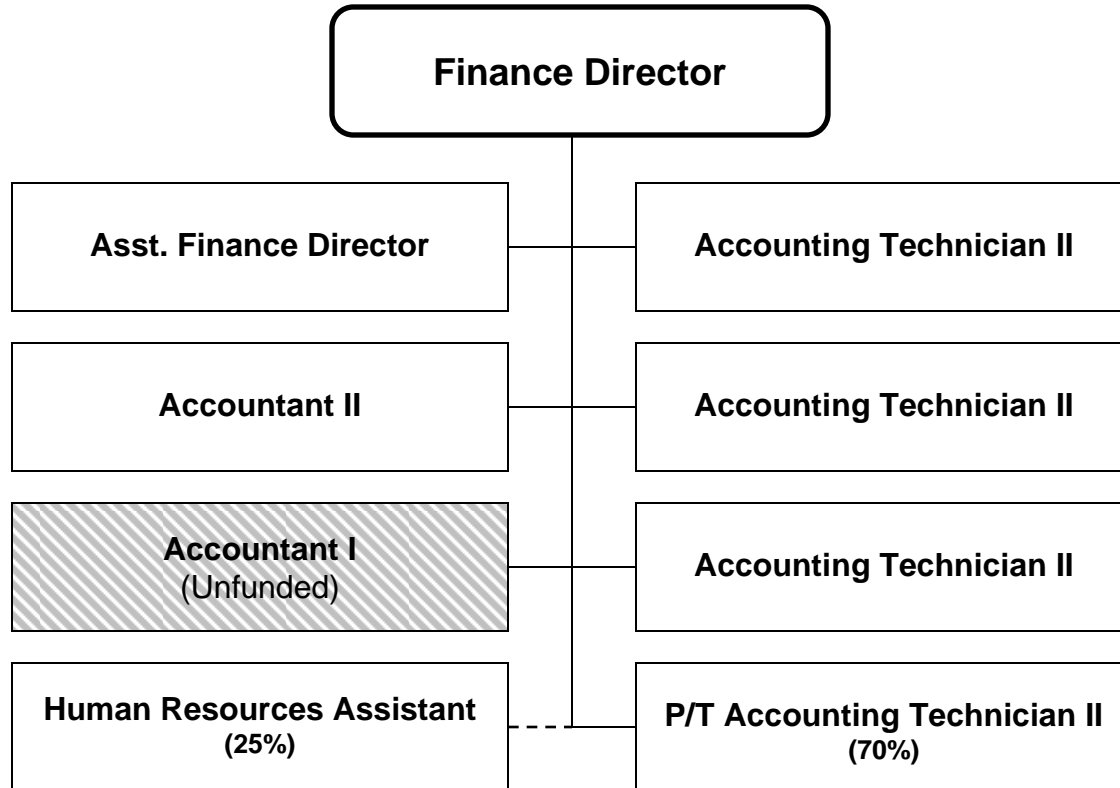 Finance Director
Asst. Finance Director
Accounting Technician II
Accountant II
Accounting Technician II
Accountant I
(Unfunded)
Accounting Technician II
Human Resources Assistant
(25%)
P/T Accounting Technician II
(70%)